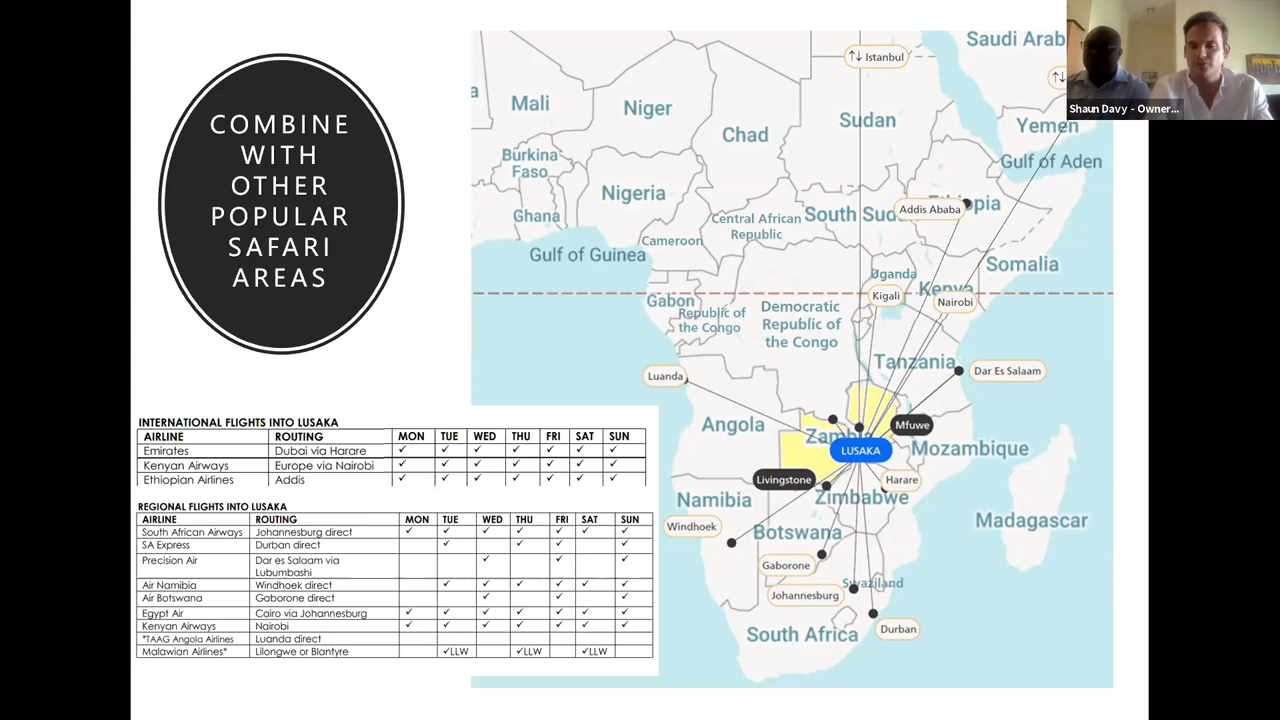 COMBINE
WITH
OTHER
POPULAR
SAFARI
AREAS
INTERNATIONAL FLIGHTS INTO LUSAKA
AIRLINE ROUTING MON TUE WED THU FRI SAT SUN
Emirates Dubai via Harare ✓ ✓ ✓ ✓ ✓ ✓ ✓
Kenyan Airways Europe via Nairobi ✓ ✓ ✓ ✓ ✓ ✓ ✓
Ethiopian Airlines Addis ✓ ✓ ✓ ✓ ✓ ✓ ✓
REGIONAL FLIGHTS INTO LUSAKA
AIRLINE ROUTING MON TUE WED THU FRI SAT SUN
South African Airways Johannesburg direct ✓ ✓ ✓ ✓ ✓ ✓ ✓
SA Express Durban direct ✓ ✓ ✓ ✓
Precision Air Dar es Salaam via ✓ ✓ ✓
Lubumbashi
Air Namibia Windhoek direct ✓ ✓ ✓ ✓ ✓ ✓
Air Botswana Gaborone direct ✓ ✓ ✓
Egypt Air Cairo via Johannesburg ✓ ✓ ✓ ✓ ✓ ✓ ✓
Kenyan Airways Nairobi ✓ ✓ ✓ ✓ ✓ ✓ ✓
*TAAG Angola Airlines Luanda direct
Malawian Airlines* Lilongwe or Blantyre ✓LLW ✓LLW ✓LLW
Istanbul
Saudi Arab
Mali
Niger
Chad
Sudan
Yemen
Gulf of Aden
Burkina
Faso
Nigeria
Ghana
Central African
Republic
South Sud
Addis Ababa
Cameroon
Gulf of Guinea
Somalia
Uganda
Kenya
Kigali
Nairobi
Gabon
Republic of
the Congo
Democratic
Republic of
the Congo
Tanzania
Dar Es Salaam
Luanda
Angola
Zambia
Mfuwe
LUSAKA
Mozambique
Livingstone
Harare
Zimbabwe
Namibia
Windhoek
Botswana
Madagascar
Gaborone
Swaziland
Johannesburg
Durban
South Africa
Shaun Davy - Owner...